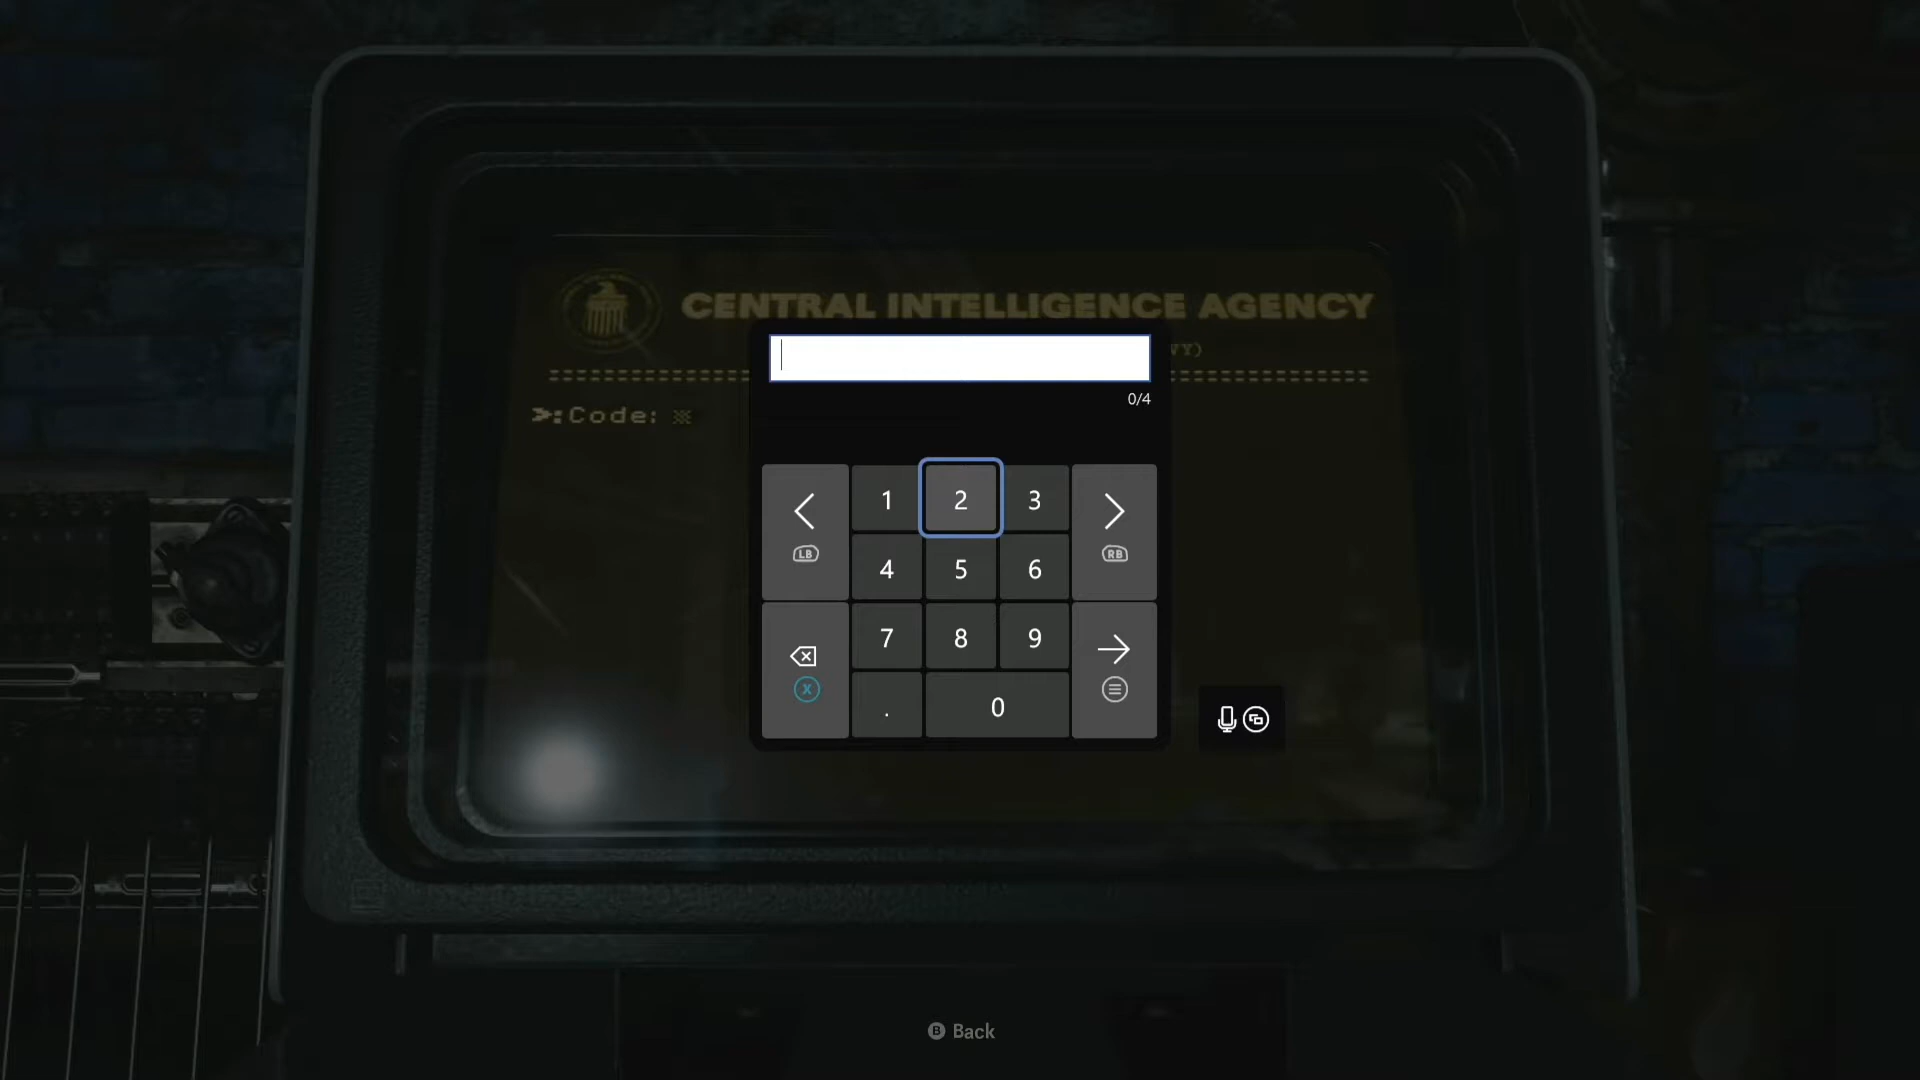 CENTRAL INTELLIGENCE AGENCY
VY)
0/4
>:Code:
1 2 3
LB
RB
4 5 6
7 8 9
X
. 0
B Back